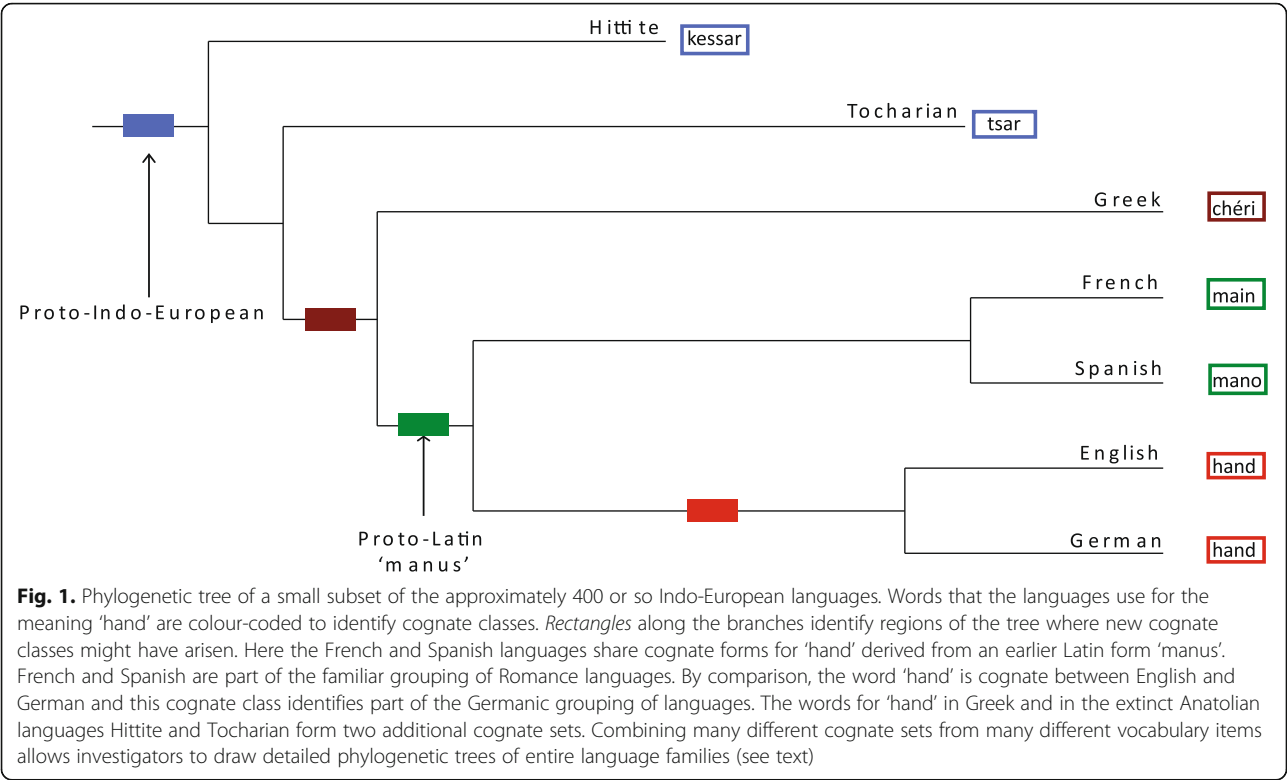 Hittite
kessar
Tocharian
tsar
Greek
chéri
French
main
Proto-Indo-European
Spanish
mano
English
hand
Proto-Latin
‘manus’
German
hand
Fig. 1. Phylogenetic tree of a small subset of the approximately 400 or so Indo-European languages. Words that the languages use for the
meaning ‘hand’ are colour-coded to identify cognate classes. Rectangles along the branches identify regions of the tree where new cognate
classes might have arisen. Here the French and Spanish languages share cognate forms for ‘hand’ derived from an earlier Latin form ‘manus’.
French and Spanish are part of the familiar grouping of Romance languages. By comparison, the word ‘hand’ is cognate between English and
German and this cognate class identifies part of the Germanic grouping of languages. The words for ‘hand’ in Greek and in the extinct Anatolian
languages Hittite and Tocharian form two additional cognate sets. Combining many different cognate sets from many different vocabulary items
allows investigators to draw detailed phylogenetic trees of entire language families (see text)